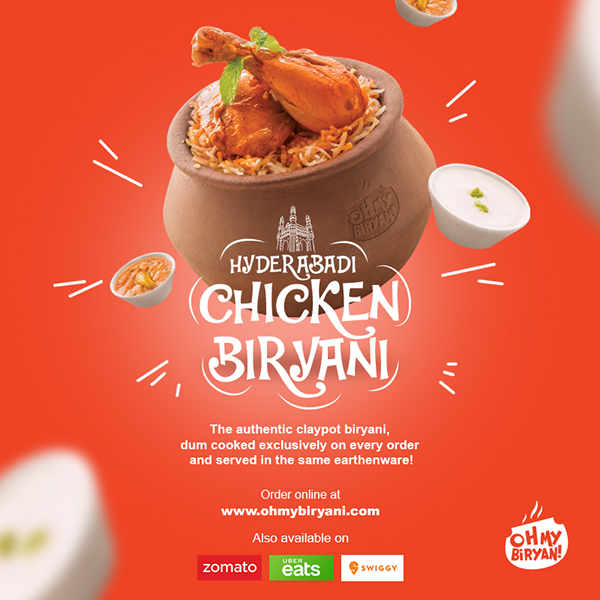 OH MY
BIRYANI
HYDERABADI
CHICKEN
BIRYANI
The authentic claypot biryani,
dum cooked exclusively on every order
and served in the same earthenware!
Order online at
www.ohmybiryani.com
Also available on
zomato
UBER
eats
SWIGGY
OH MY
BiRYAN!